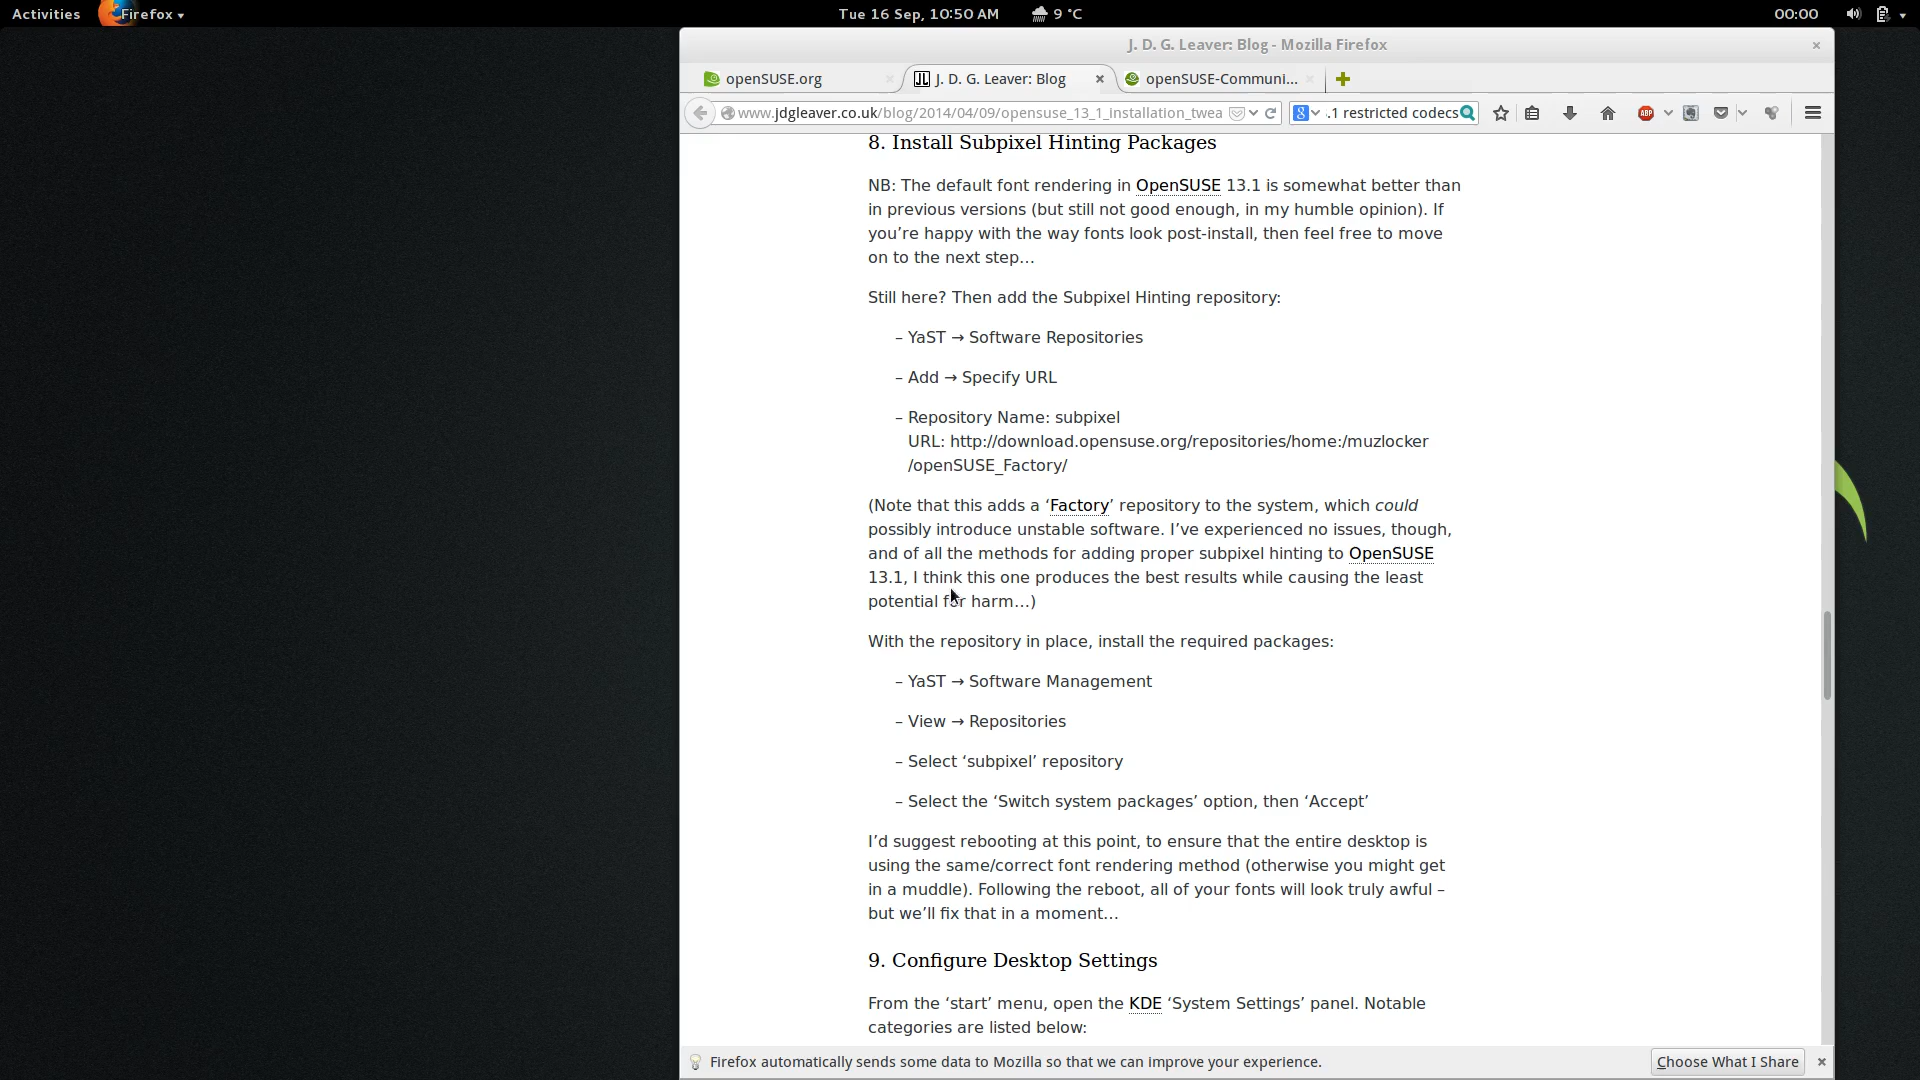 Activities
Firefox
Tue 16 Sep, 10:50 AM
9 °C
00:00
J. D. G. Leaver: Blog - Mozilla Firefox
openSUSE.org
J. D. G. Leaver: Blog
openSUSE-Communi...
www.jdgleaver.co.uk/blog/2014/04/09/opensuse_13_1_installation_twea
.1 restricted codecs
ABP
8. Install Subpixel Hinting Packages
NB: The default font rendering in OpenSUSE 13.1 is somewhat better than
in previous versions (but still not good enough, in my humble opinion). If
you’re happy with the way fonts look post-install, then feel free to move
on to the next step…
Still here? Then add the Subpixel Hinting repository:
– YaST → Software Repositories
– Add → Specify URL
– Repository Name: subpixel
URL: http://download.opensuse.org/repositories/home:/muzlocker
/openSUSE_Factory/
(Note that this adds a ‘Factory’ repository to the system, which could
possibly introduce unstable software. I’ve experienced no issues, though,
and of all the methods for adding proper subpixel hinting to OpenSUSE
13.1, I think this one produces the best results while causing the least
potential for harm…)
With the repository in place, install the required packages:
– YaST → Software Management
– View → Repositories
– Select ‘subpixel’ repository
– Select the ‘Switch system packages’ option, then ‘Accept’
I’d suggest rebooting at this point, to ensure that the entire desktop is
using the same/correct font rendering method (otherwise you might get
in a muddle). Following the reboot, all of your fonts will look truly awful –
but we’ll fix that in a moment…
9. Configure Desktop Settings
From the ‘start’ menu, open the KDE ‘System Settings’ panel. Notable
categories are listed below:
Firefox automatically sends some data to Mozilla so that we can improve your experience.
Choose What I Share